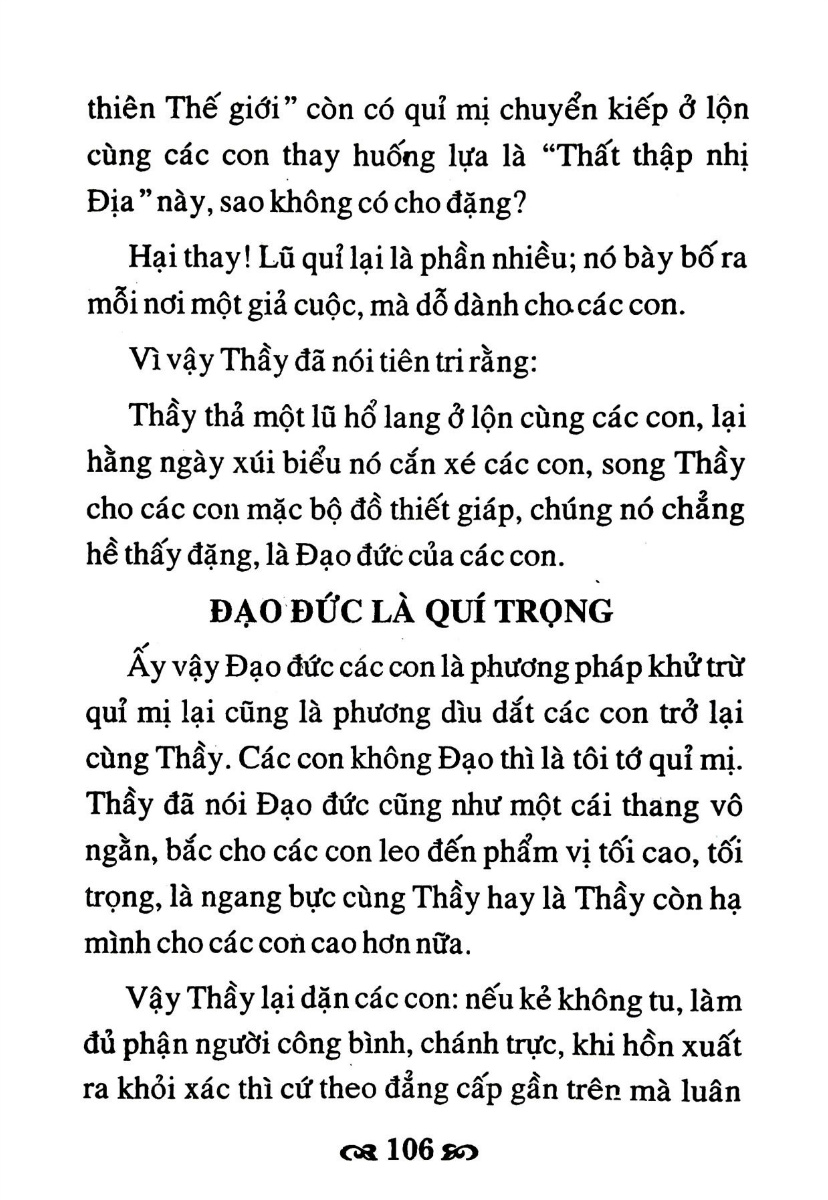 thiên Thế giới” còn có quỉ mị chuyển kiếp ở lộn
cùng các con thay huống lựa là “Thất thập nhị
Địa” này, sao không có cho đặng?
Hại thay! Lũ quỉ lại là phần nhiều; nó bày bố ra
mỗi nơi một giả cuộc, mà dỗ dành cho các con.
Vì vậy Thầy đã nói tiên tri rằng:
Thầy thả một lũ hổ lang ở lộn cùng các con, lại
hằng ngày xúi biểu nó cắn xé các con, song Thầy
cho các con mặc bộ đồ thiết giáp, chúng nó chẳng
hề thấy đặng, là Đạo đức của các con.
ĐẠO ĐỨC LÀ QUÍ TRỌNG
Ấy vậy Đạo đức các con là phương pháp khử trừ
quỉ mị lại cũng là phương dìu dắt các con trở lại
cùng Thầy. Các con không Đạo thì là tôi tớ quỉ mị.
Thầy đã nói Đạo đức cũng như một cái thang vô
ngằn, bắc cho các con leo đến phẩm vị tối cao, tối
trọng, là ngang bực cùng Thầy hay là Thầy còn hạ
mình cho các con cao hơn nữa.
Vậy Thầy lại dặn các con: nếu kẻ không tu, làm
đủ phận người công bình, chánh trực, khi hồn xuất
ra khỏi xác thì cứ theo đẳng cấp gần trên mà luân
106